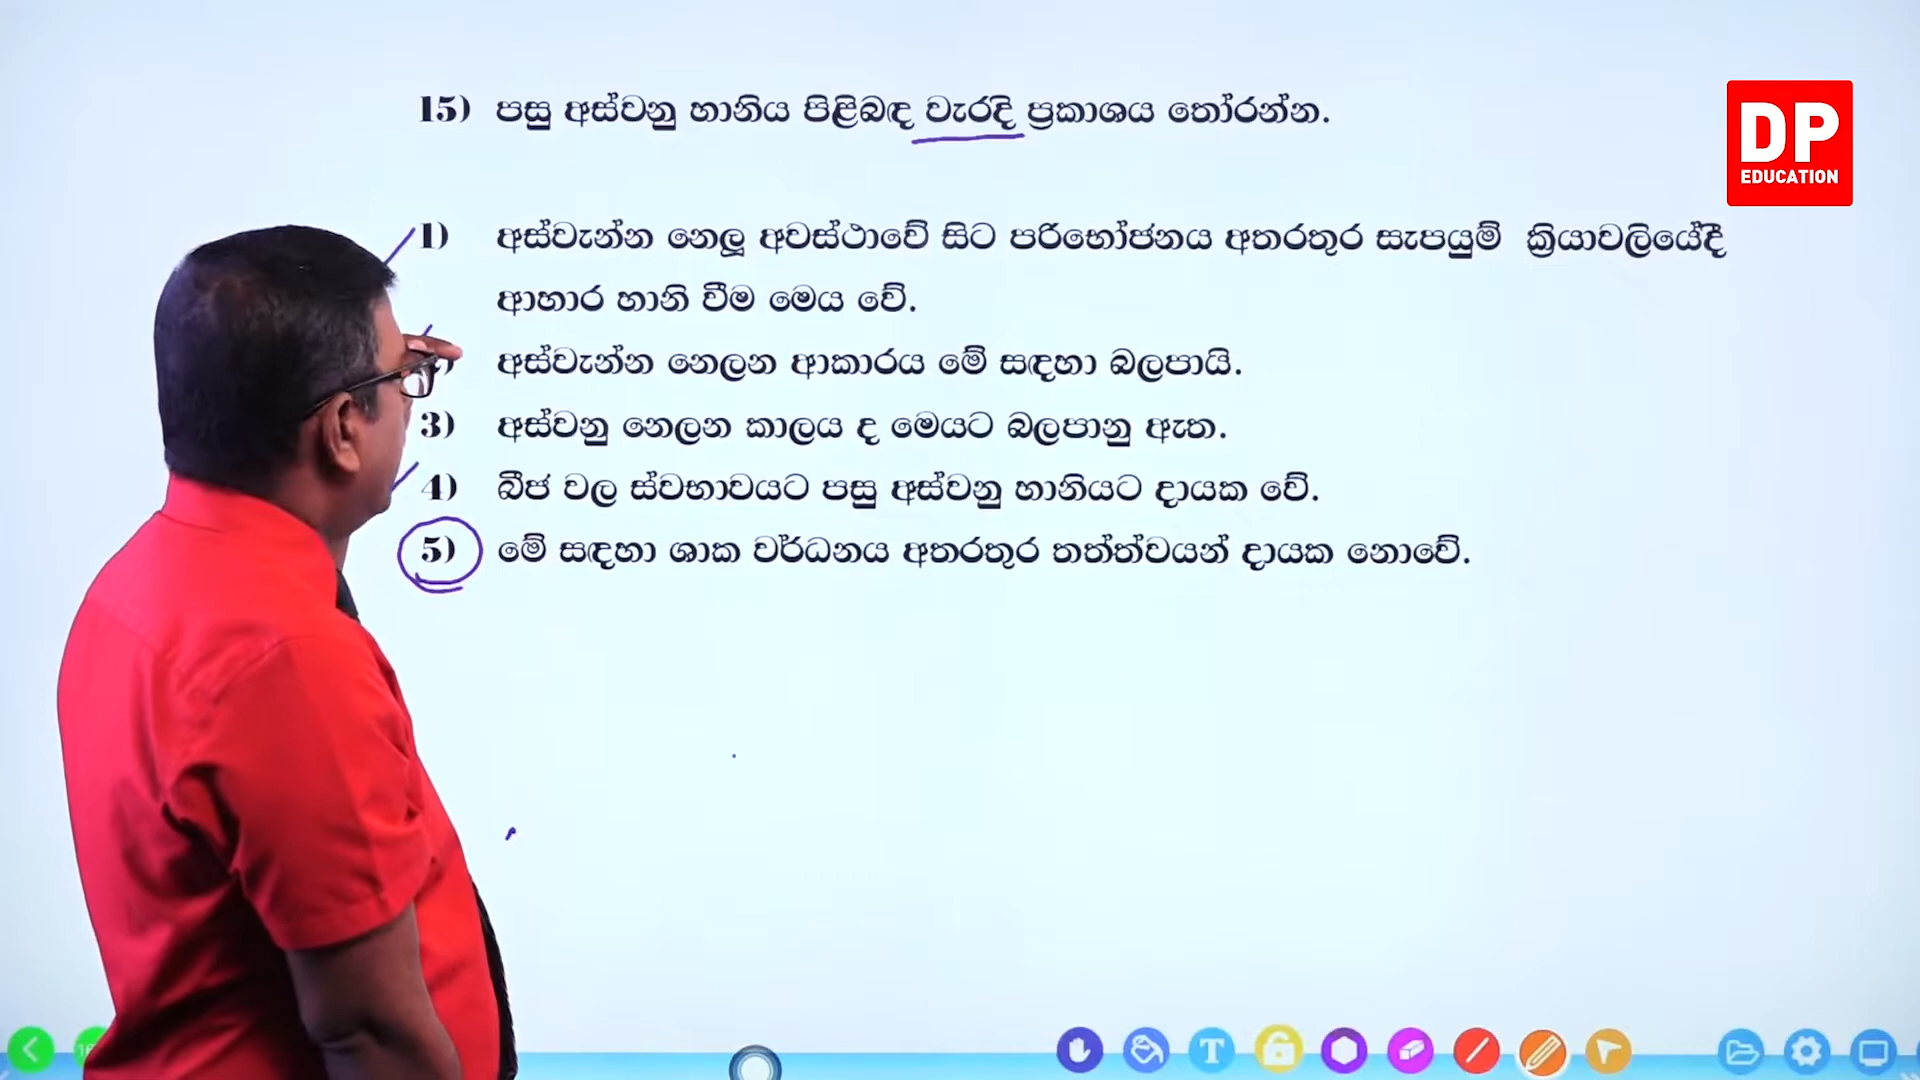 15) පසු අස්වනු හානිය පිළිබඳ වැරදි ප්‍රකාශය තෝරන්න.
DP
EDUCATION
1) අස්වැන්න නෙලූ අවස්ථාවේ සිට පරිභෝජනය අතරතුර සැපයුම් ක්‍රියාවලියේදී
ආහාර හානි වීම මෙය වේ.
අස්වැන්න නෙලන ආකාරය මේ සඳහා බලපායි.
3) අස්වනු නෙලන කාලය ද මෙයට බලපානු ඇත.
4) බීජ වල ස්වභාවයට පසු අස්වනු හානියට දායක වේ.
5) මේ සඳහා ශාක වර්ධනය අතරතුර තත්ත්වයන් දායක නොවේ.
T